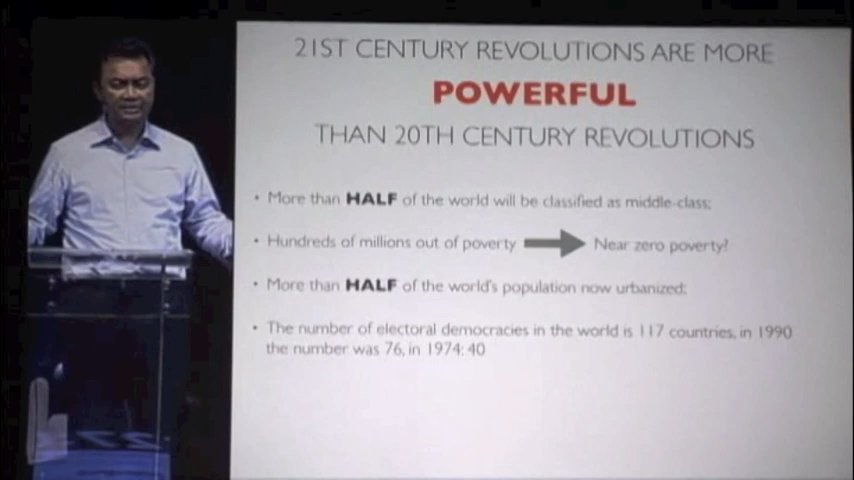 21ST CENTURY REVOLUTIONS ARE MORE
POWERFUL
THAN 20TH CENTURY REVOLUTIONS
• More than HALF of the world will be classified as middle-class;
• Hundreds of millions out of poverty Near zero poverty?
• More than HALF of the world's population now urbanized;
• The number of electoral democracies in the world is 117 countries, in 1990
the number was 76, in 1974: 40